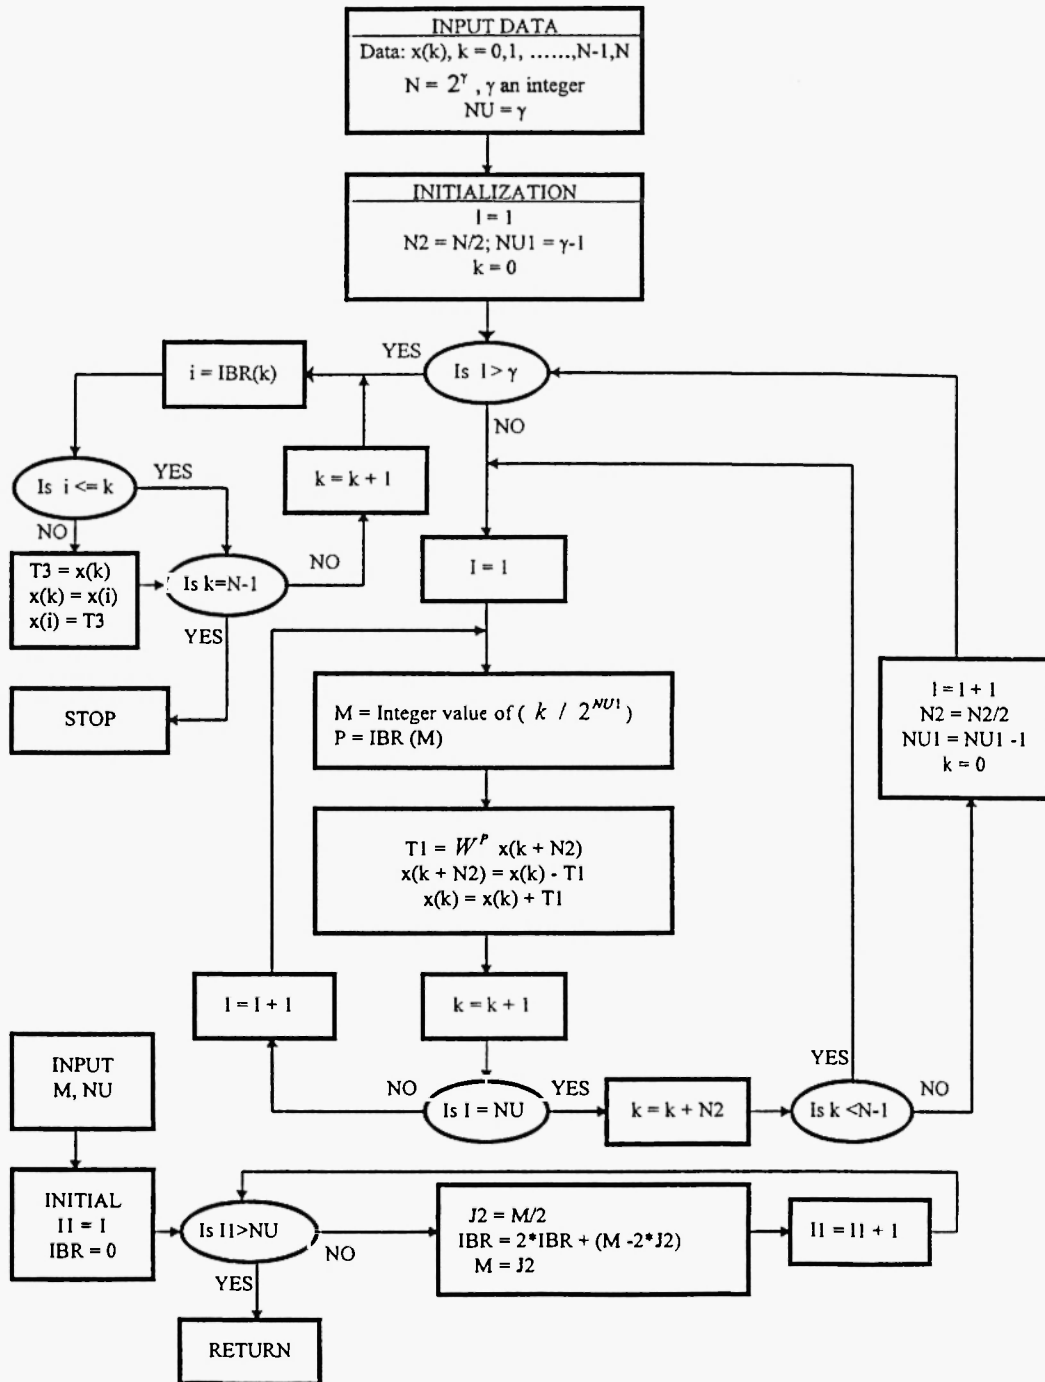 INPUT DATA
Data: x(k), k = 0,1, ......,N-1,N
N = 2^γ , γ an integer
NU = γ
INITIALIZATION
l = 1
N2 = N/2; NU1 = γ-1
k = 0
Is l > γ
YES
NO
i = IBR(k)
Is i <= k
YES
NO
k = k + 1
T3 = x(k)
x(k) = x(i)
x(i) = T3
Is k=N-1
NO
YES
STOP
I = 1
M = Integer value of ( k / 2^NU1 )
P = IBR (M)
T1 = W^P x(k + N2)
x(k + N2) = x(k) - T1
x(k) = x(k) + T1
k = k + 1
I = I + 1
Is I = NU
NO
YES
k = k + N2
Is k <N-1
YES
NO
l = l + 1
N2 = N2/2
NU1 = NU1 -1
k = 0
INPUT
M, NU
INITIAL
I1 = 1
IBR = 0
Is I1>NU
NO
YES
J2 = M/2
IBR = 2*IBR + (M -2*J2)
M = J2
I1 = I1 + 1
RETURN